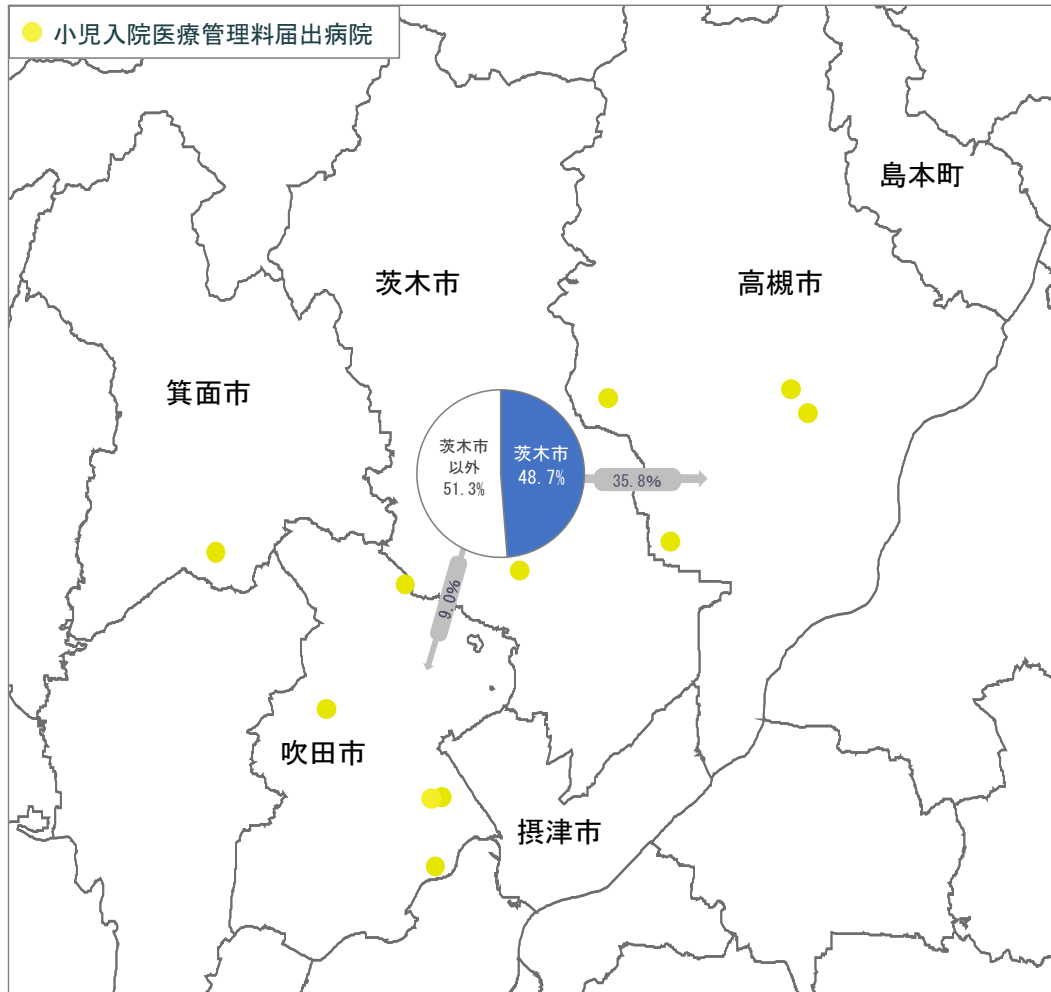 小児入院医療管理料届出病院
島本町
茨木市
高槻市
箕面市
茨木市
以外
51.3%
茨木市
48.7%
35.8%
9.0%
吹田市
摂津市